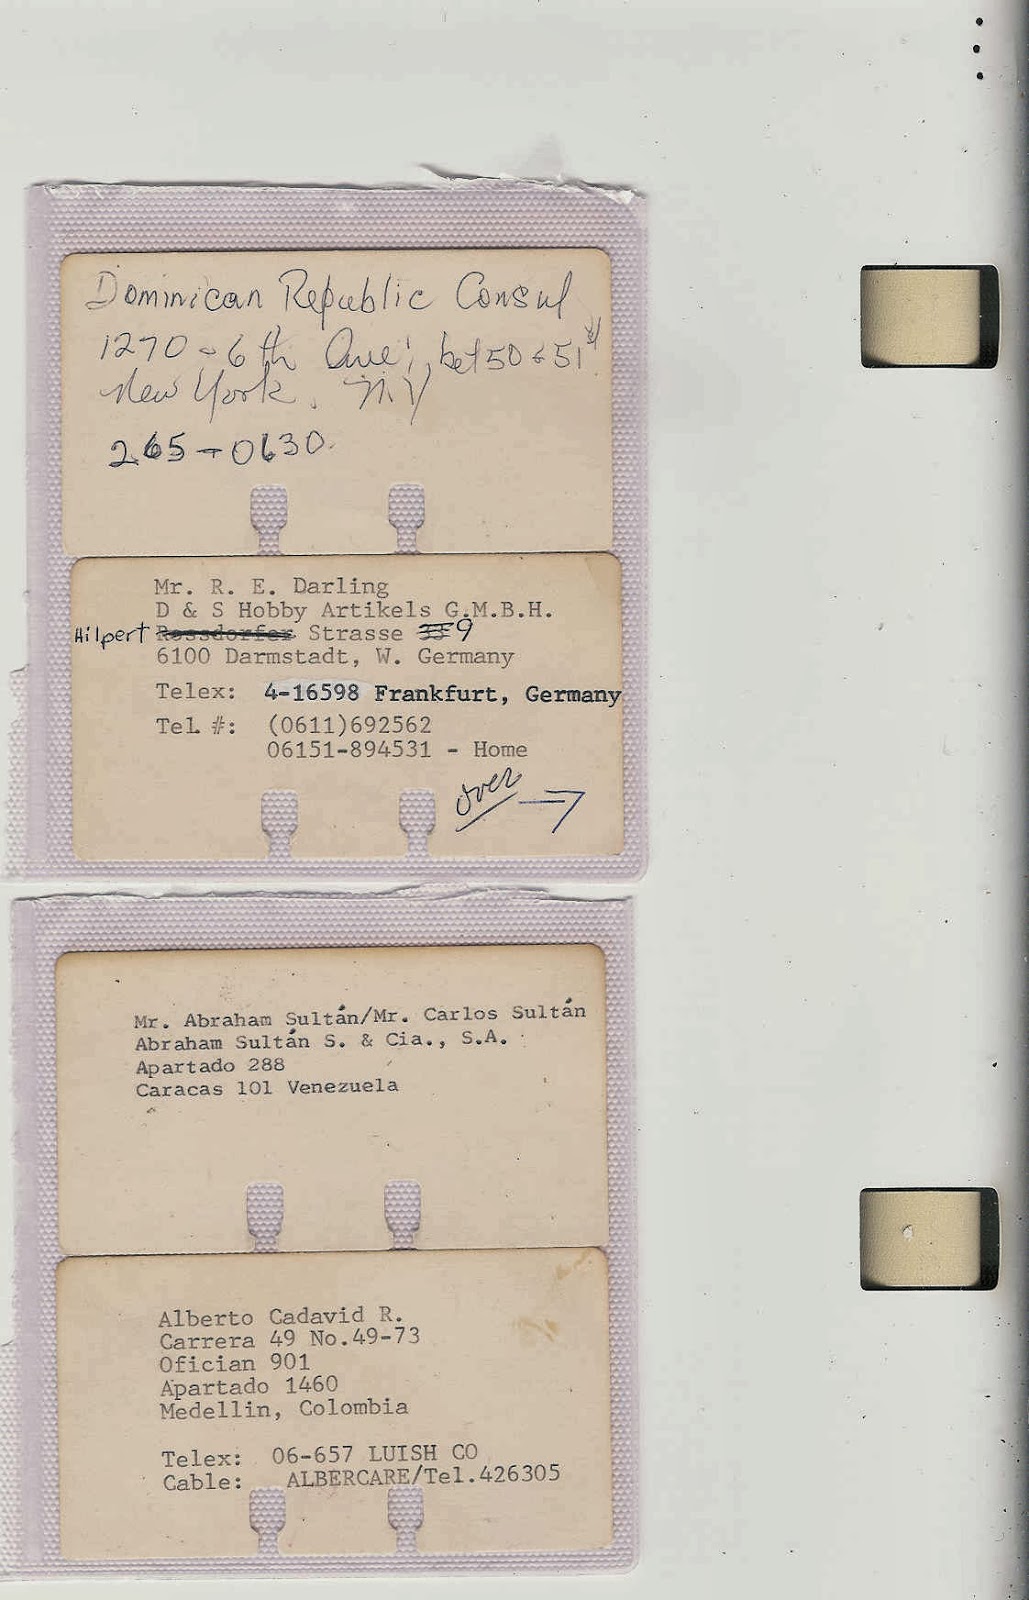 Dominican Republic Consul
1270 - 6th Ave., bet 50 & 51st
New York. NY
265-0630
Mr. R. E. Darling
D & S Hobby Artikels G.M.B.H.
Hilpert Rossdorfer Strasse 9
6100 Darmstadt, W. Germany
Telex: 4-16598 Frankfurt, Germany
Tel #: (0611)692562
06151-894531 - Home
over →
Mr. Abraham Sultán/Mr. Carlos Sultán
Abraham Sultán S. & Cia., S.A.
Apartado 288
Caracas 101 Venezuela
Alberto Cadavid R.
Carrera 49 No.49-73
Ofician 901
Apartado 1460
Medellin, Colombia
Telex: 06-657 LUISH CO
Cable: ALBERCARE/Tel.426305